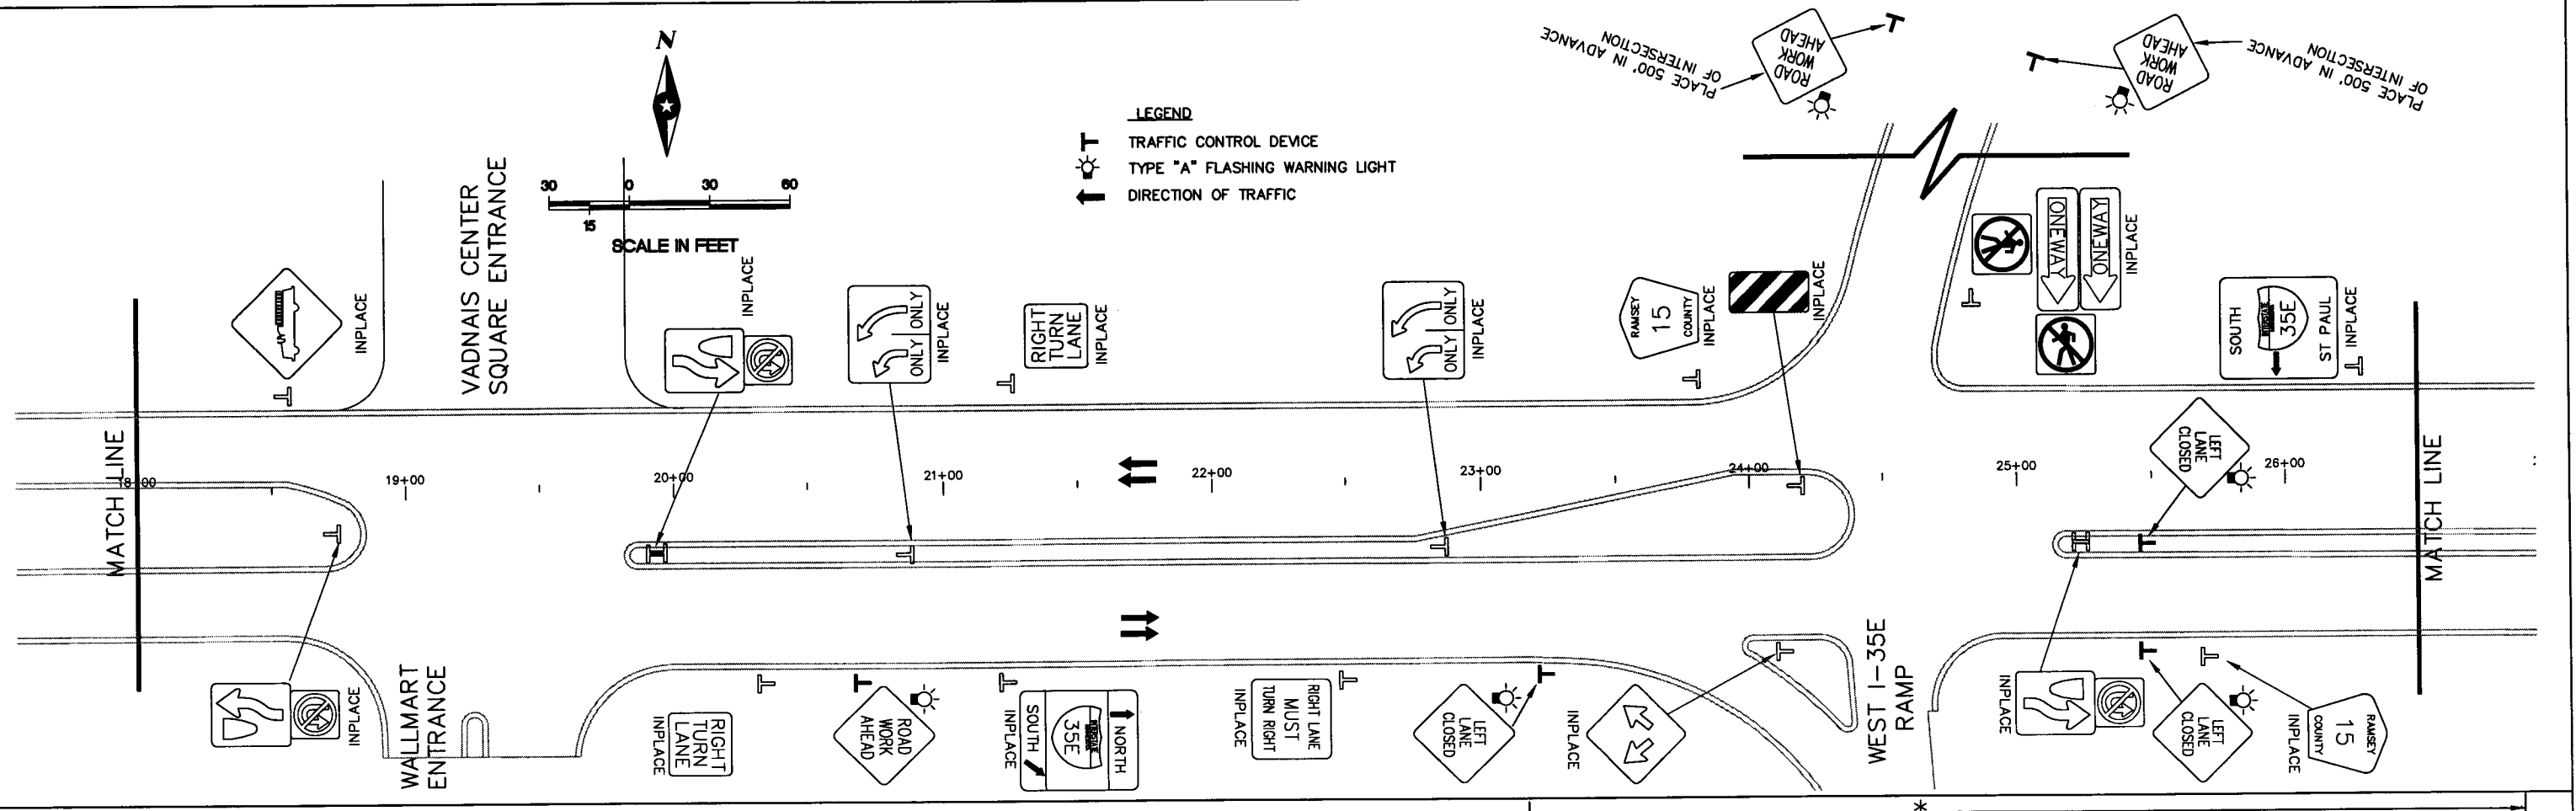 N
30
0
30
60
15
SCALE IN FEET
LEGEND
TRAFFIC CONTROL DEVICE
TYPE "A" FLASHING WARNING LIGHT
DIRECTION OF TRAFFIC
PLACE 500' IN ADVANCE
OF INTERSECTION
ROAD
WORK
AHEAD
ROAD
WORK
AHEAD
PLACE 500' IN ADVANCE
OF INTERSECTION
INPLACE
VADNAIS CENTER
SQUARE ENTRANCE
INPLACE
ONLY ONLY
INPLACE
RIGHT
TURN
LANE
INPLACE
ONLY ONLY
INPLACE
RAMSEY
15
COUNTY
INPLACE
INPLACE
ONEWAY
ONEWAY
INPLACE
SOUTH
INTERSTATE
35E
ST PAUL
INPLACE
MATCH LINE
18+00
19+00
20+00
21+00
22+00
23+00
24+00
25+00
26+00
LEFT
LANE
CLOSED
MATCH LINE
INPLACE
WALLMART
ENTRANCE
RIGHT
TURN
LANE
INPLACE
ROAD
WORK
AHEAD
NORTH
INTERSTATE
35E
SOUTH
INPLACE
RIGHT LANE
MUST
TURN RIGHT
INPLACE
LEFT
LANE
CLOSED
INPLACE
WEST I-35E
RAMP
INPLACE
LEFT
LANE
CLOSED
RAMSEY
15
COUNTY
INPLACE
*